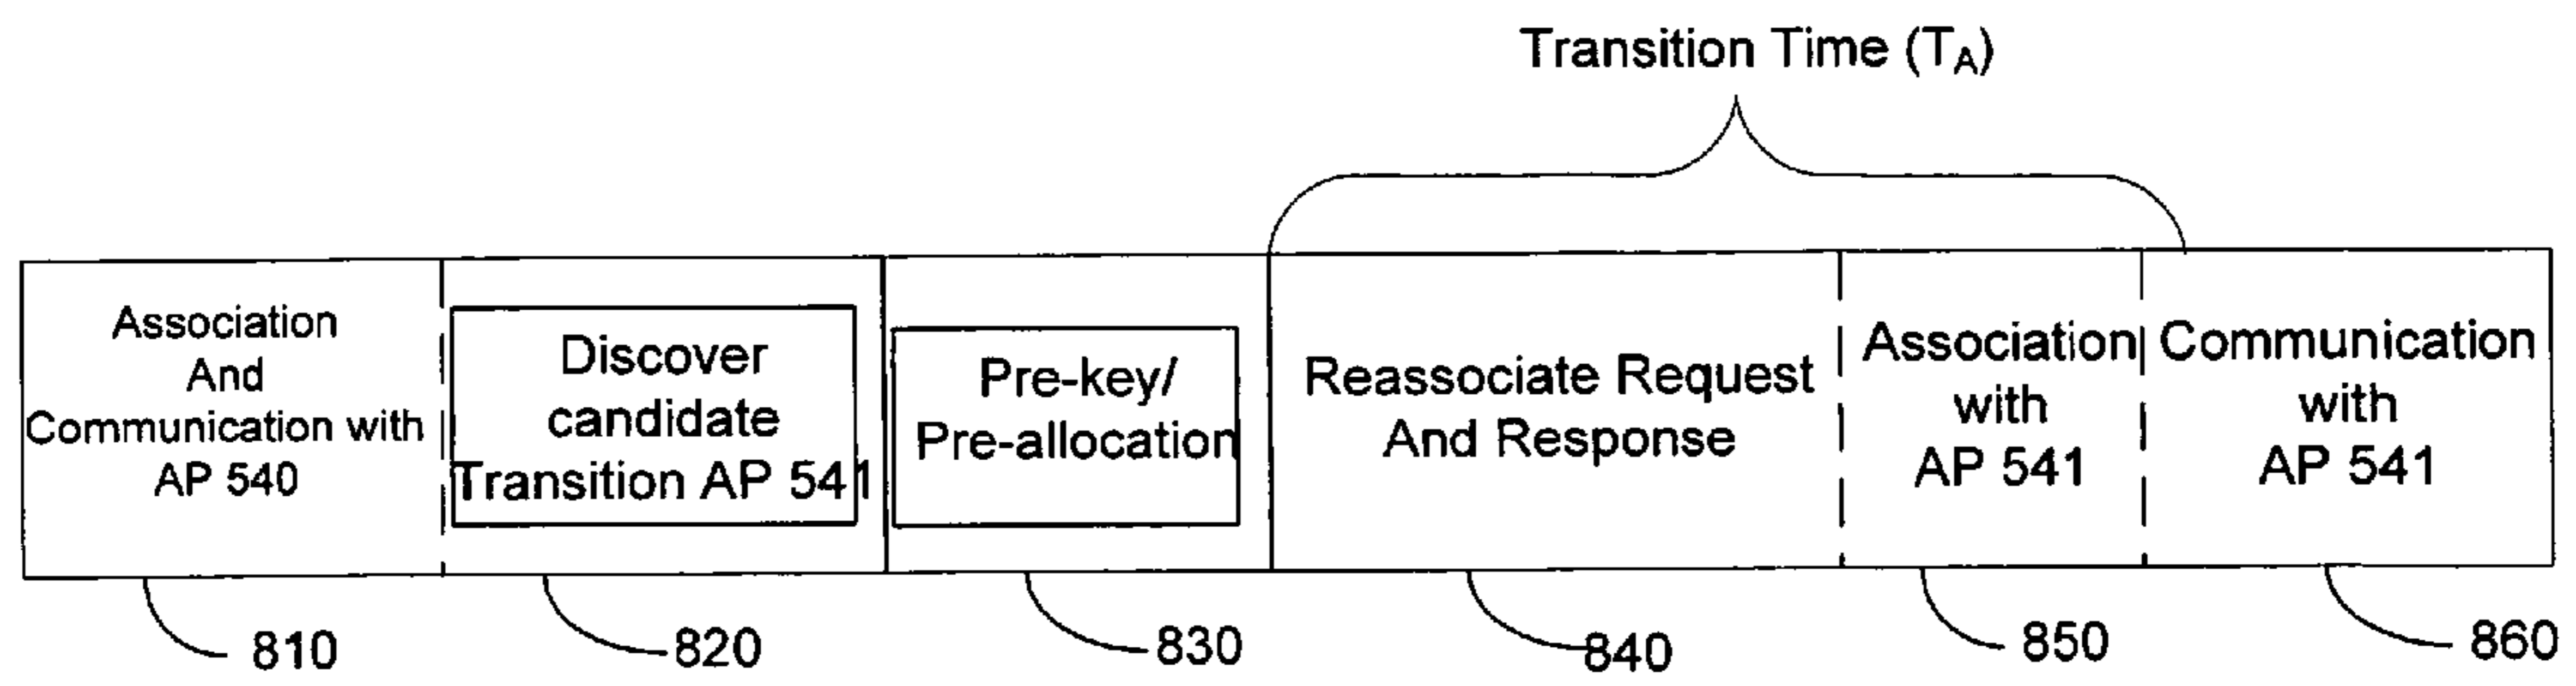 Transition Time (TA)
Association
And
Communication with
AP 540
Discover
candidate
Transition AP 541
Pre-key/
Pre-allocation
Reassociate Request
And Response
Association
with
AP 541
Communication
with
AP 541
810
820
830
840
850
860